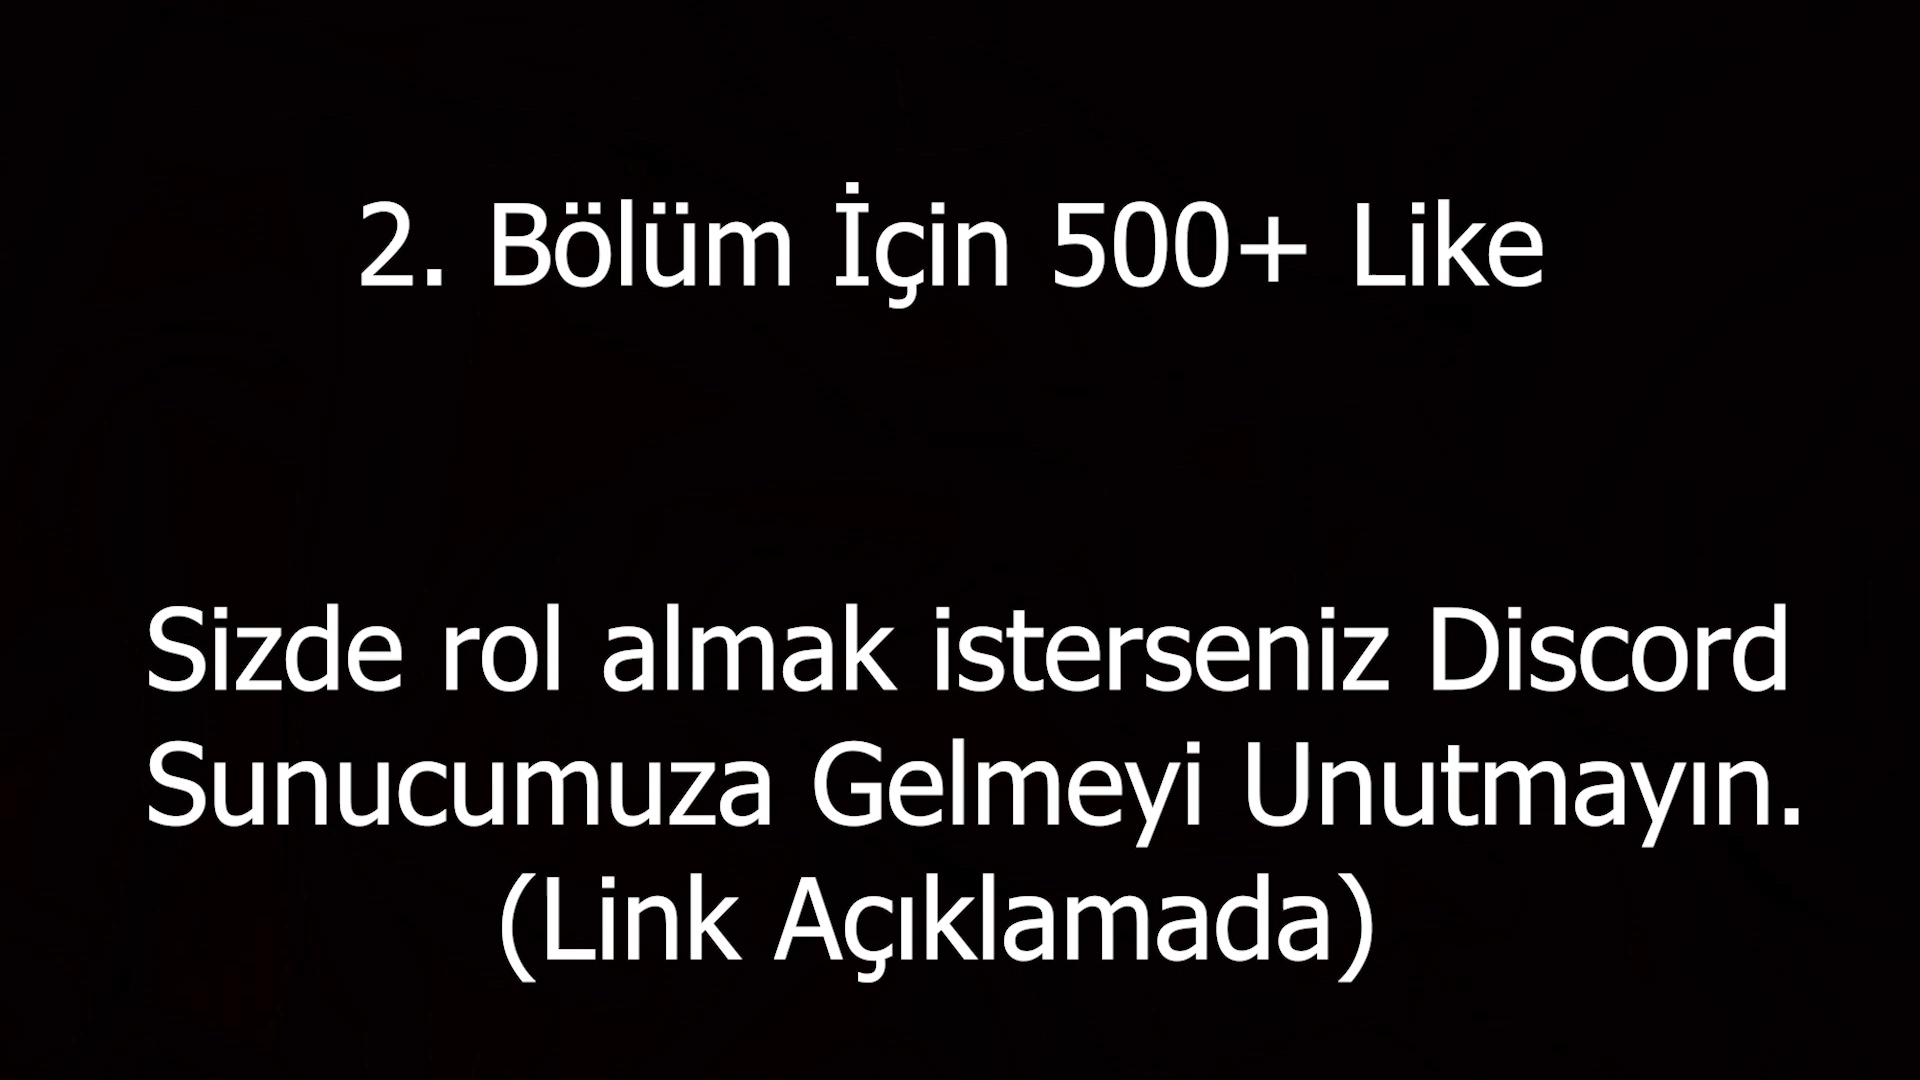 2. Bölüm İçin 500+ Like
Sizde rol almak isterseniz Discord
Sunucumuza Gelmeyi Unutmayın.
(Link Açıklamada)